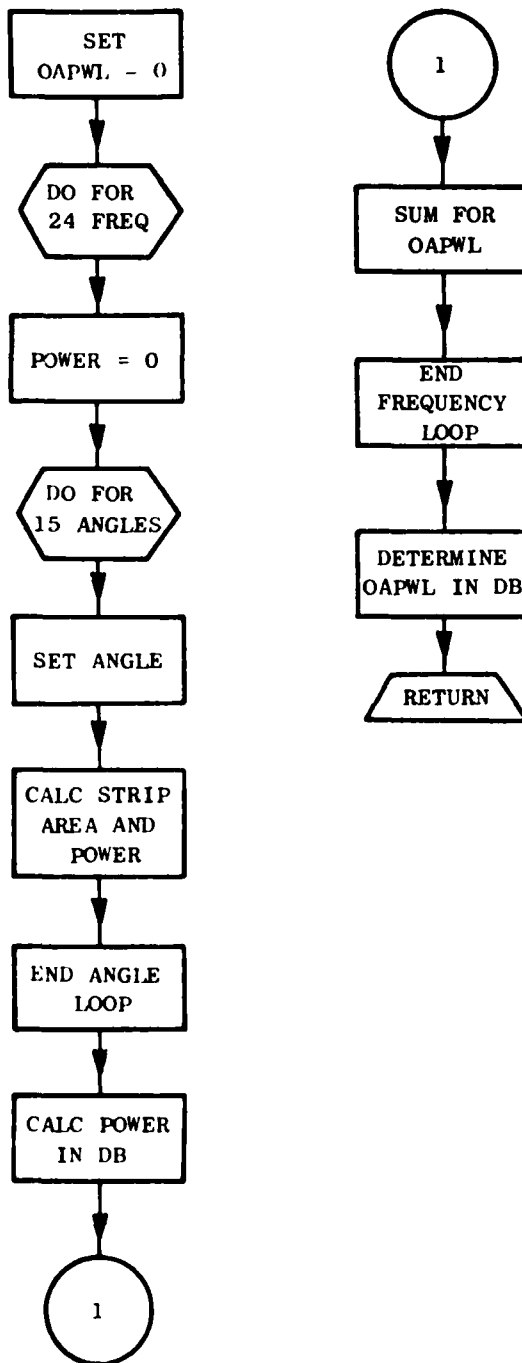 SET
OAPWL - 0
DO FOR
24 FREQ
POWER = 0
DO FOR
15 ANGLES
SET ANGLE
CALC STRIP
AREA AND
POWER
END ANGLE
LOOP
CALC POWER
IN DB
1
1
SUM FOR
OAPWL
END
FREQUENCY
LOOP
DETERMINE
OAPWL IN DB
RETURN